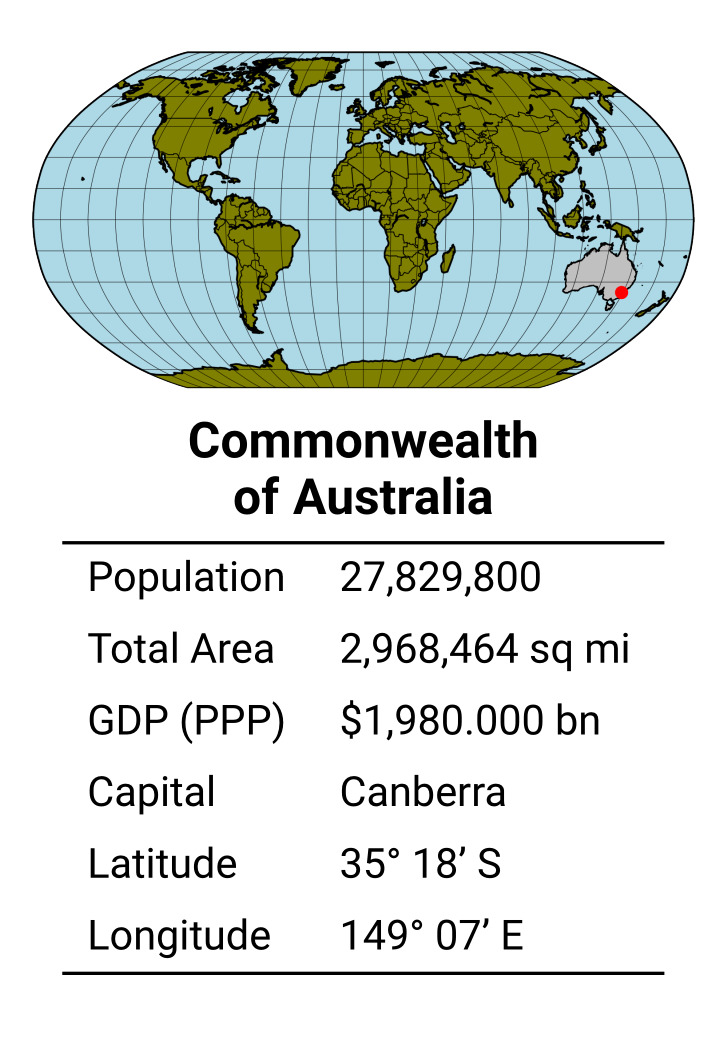 Commonwealth
of Australia
Population 27,829,800
Total Area 2,968,464 sq mi
GDP (PPP) $1,980.000 bn
Capital Canberra
Latitude 35° 18’ S
Longitude 149° 07’ E